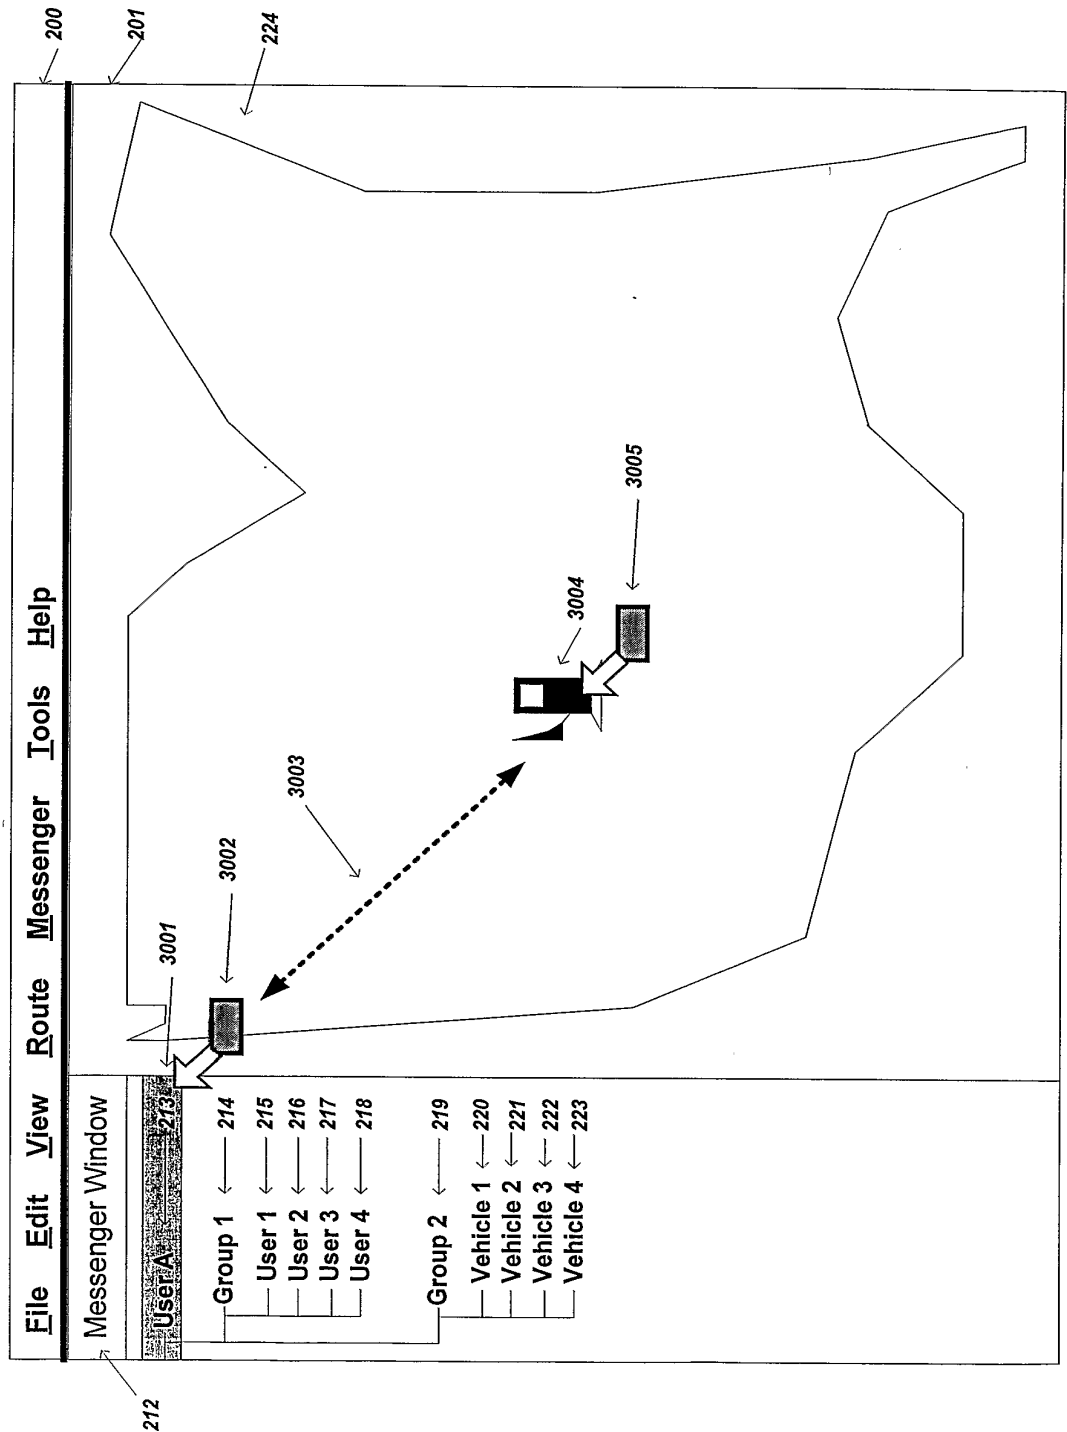 200
201
224
File Edit View Route Messenger Tools Help
Messenger Window
212
User A
213
3001
3002
3003
3004
3005
Group 1
214
User 1
215
User 2
216
User 3
217
User 4
218
Group 2
219
Vehicle 1
220
Vehicle 2
221
Vehicle 3
222
Vehicle 4
223